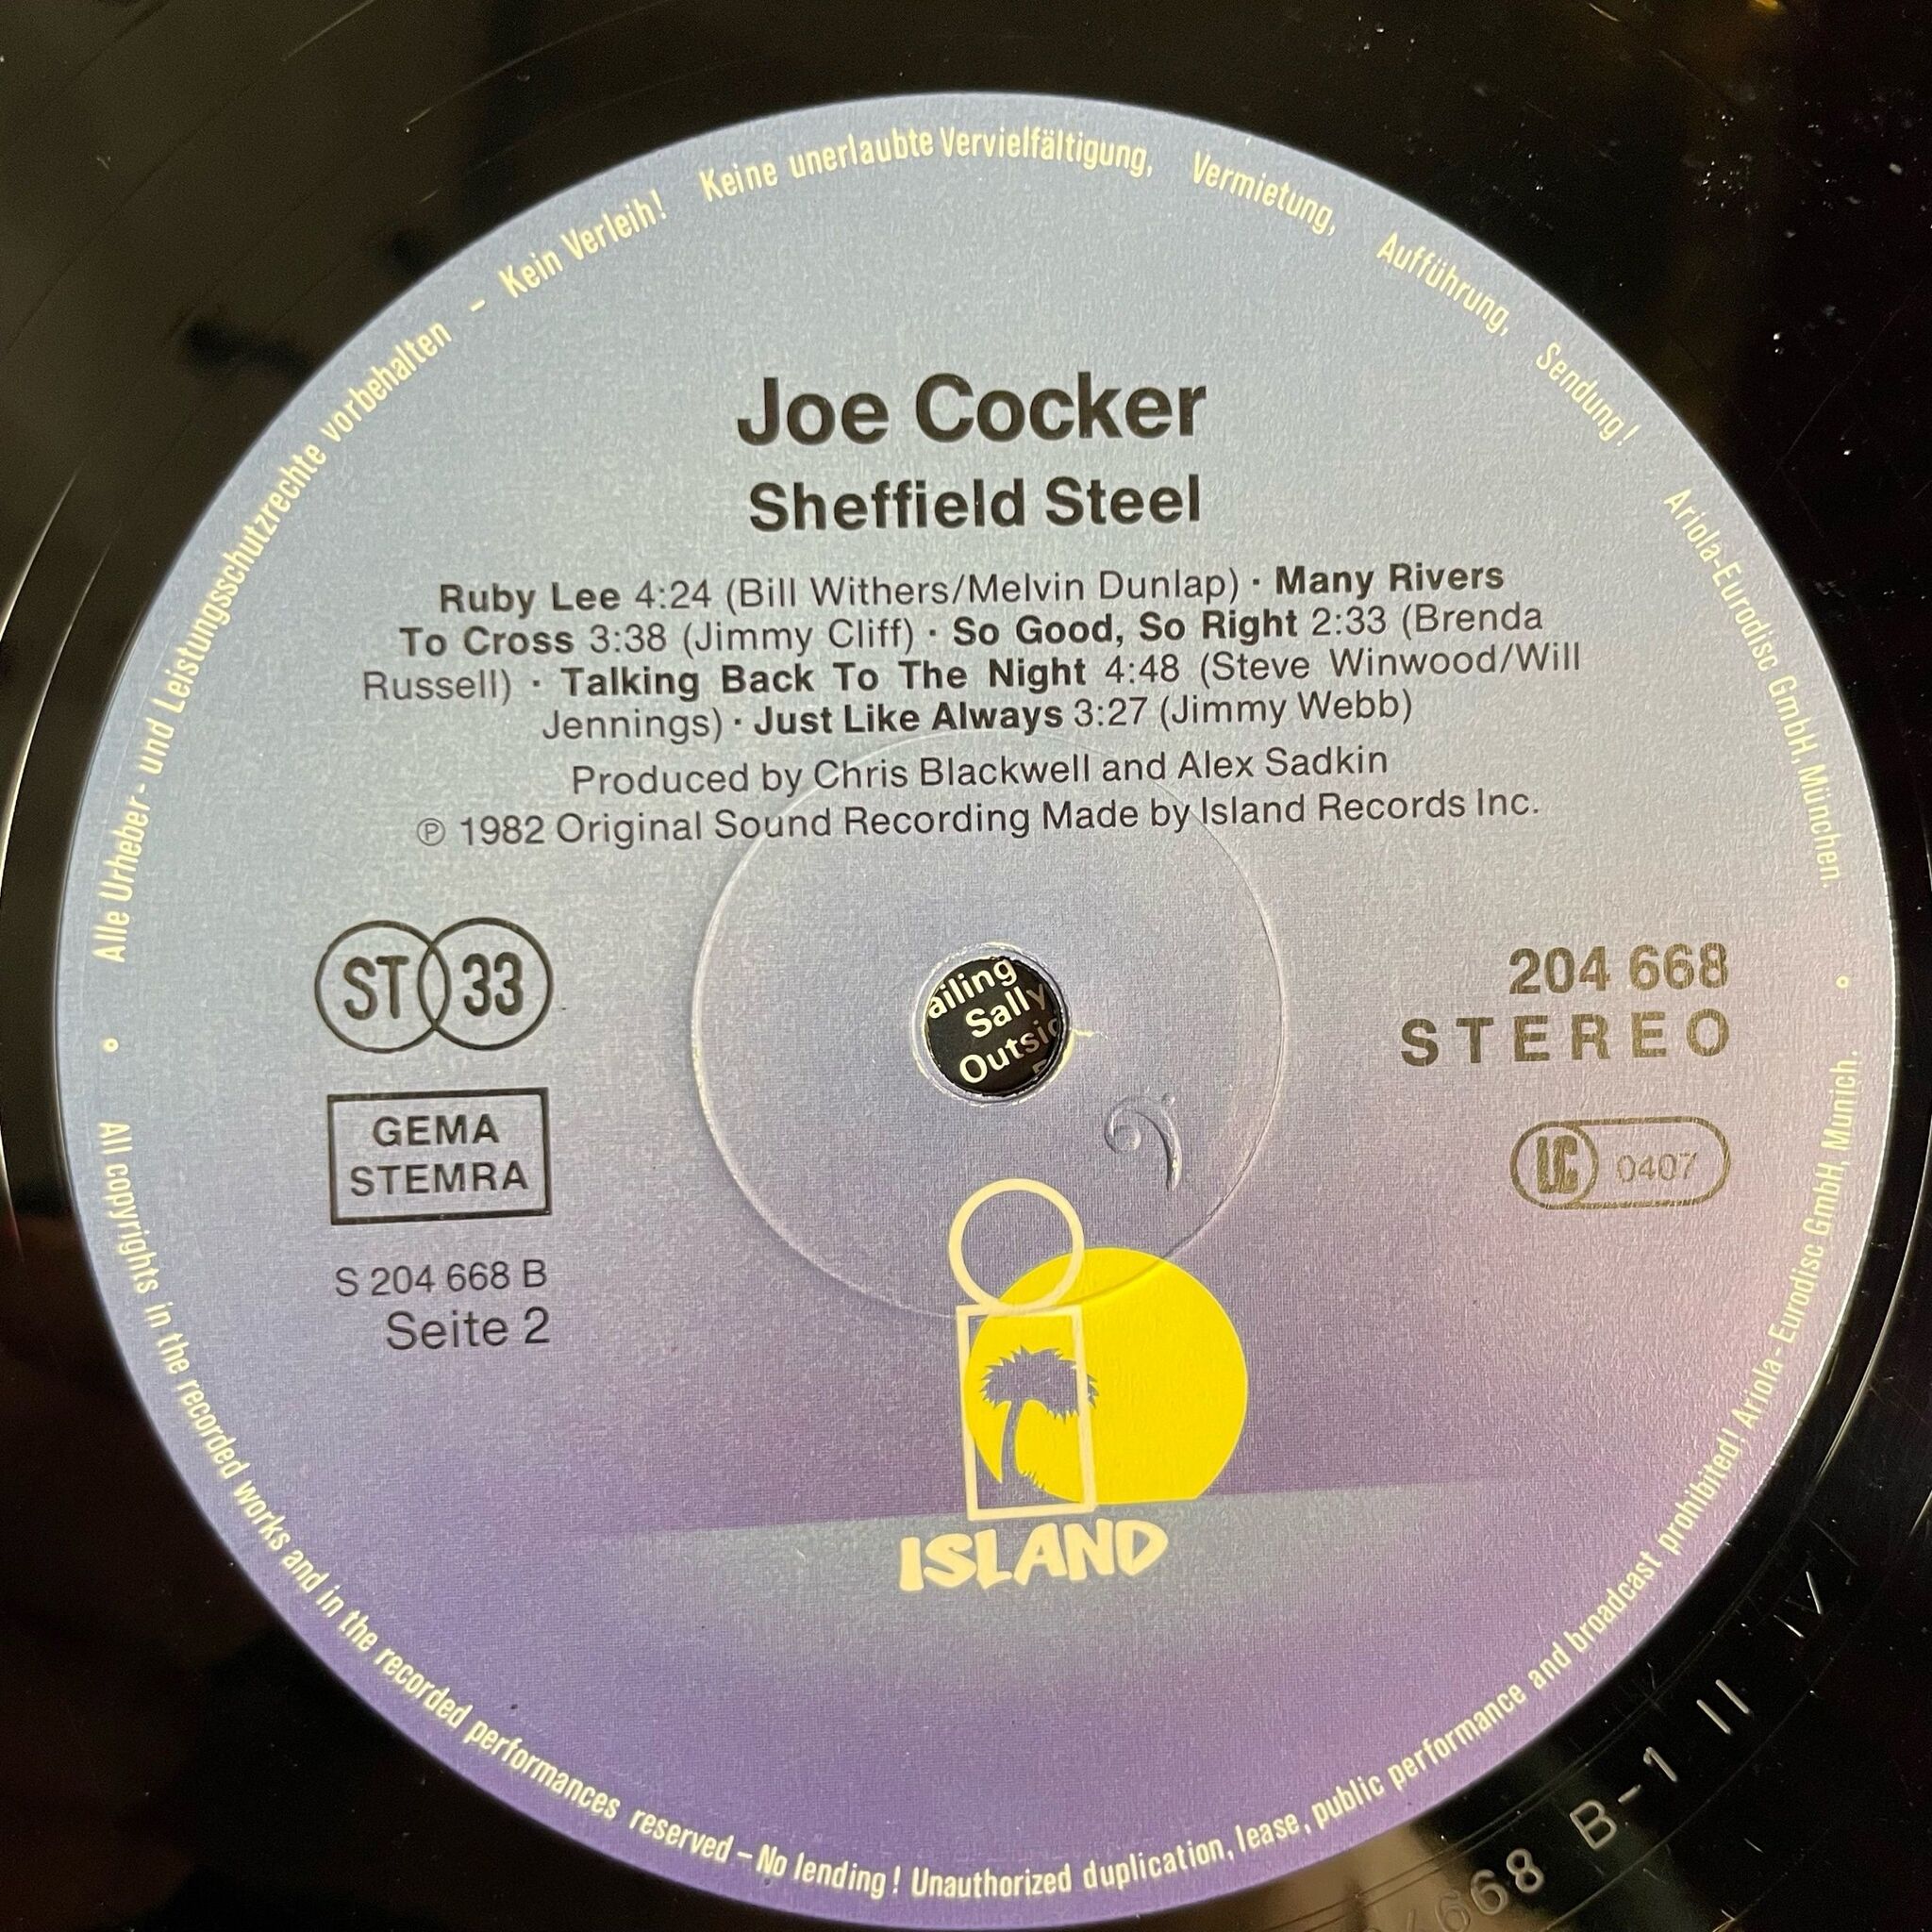 Alle Urheber- und Leistungsschutzrechte vorbehalten - Kein Verleih! Keine unerlaubte Vervielfältigung, Vermietung, Aufführung, Sendung! Ariola-Eurodisc GmbH, München.
Joe Cocker
Sheffield Steel
Ruby Lee 4:24 (Bill Withers/Melvin Dunlap) · Many Rivers
To Cross 3:38 (Jimmy Cliff) · So Good, So Right 2:33 (Brenda
Russell) · Talking Back To The Night 4:48 (Steve Winwood/Will
Jennings) · Just Like Always 3:27 (Jimmy Webb)
Produced by Chris Blackwell and Alex Sadkin
℗ 1982 Original Sound Recording Made by Island Records Inc.
ST 33
GEMA
STEMRA
S 204 668 B
Seite 2
ailing
Sally
Outsid
204 668
STEREO
LC 0407
ISLAND
All copyrights in the recorded works and in the recorded performances reserved – No lending! Unauthorized duplication, lease, public performance and broadcast prohibited! Ariola-Eurodisc GmbH, Munich.
668 B-1 II IV